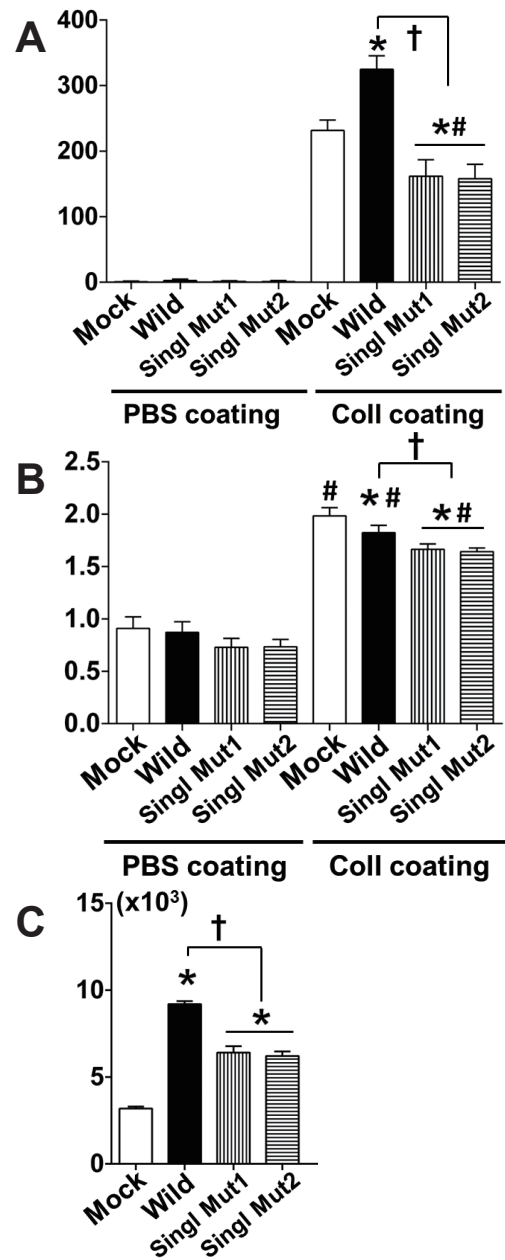 A
400
300
200
100
0
*
†
*#
Mock
Wild
Singl Mut1
Singl Mut2
Mock
Wild
Singl Mut1
Singl Mut2
PBS coating
Coll coating
B
2.5
2.0
1.5
1.0
0.5
0.0
#
*#
†
*#
Mock
Wild
Singl Mut1
Singl Mut2
Mock
Wild
Singl Mut1
Singl Mut2
PBS coating
Coll coating
C
(x10³)
15
10
5
0
*
†
*
Mock
Wild
Singl Mut1
Singl Mut2